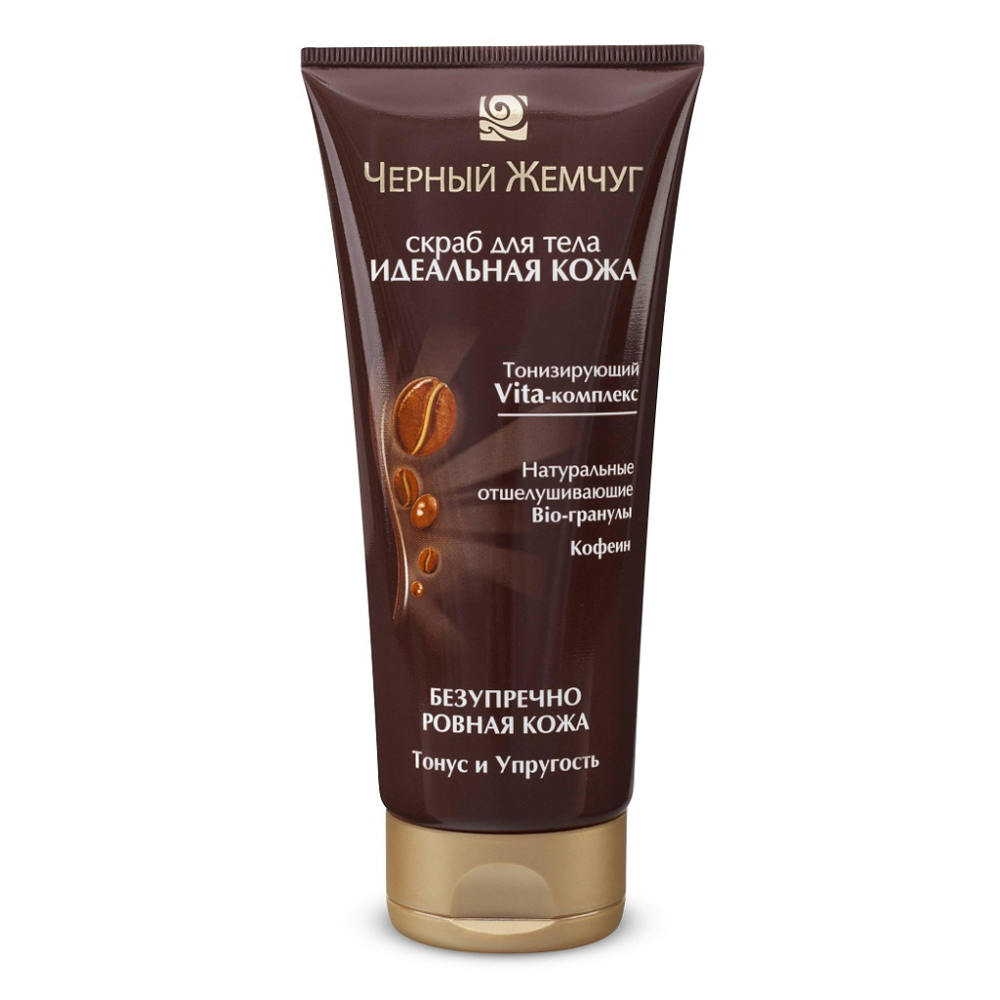 ЧЕРНЫЙ ЖЕМЧУГ
скраб для тела
ИДЕАЛЬНАЯ КОЖА
Тонизирующий
Vita-комплекс
Натуральные
отшелушивающие
Bio-гранулы
Кофеин
БЕЗУПРЕЧНО
РОВНАЯ КОЖА
Тонус и Упругость